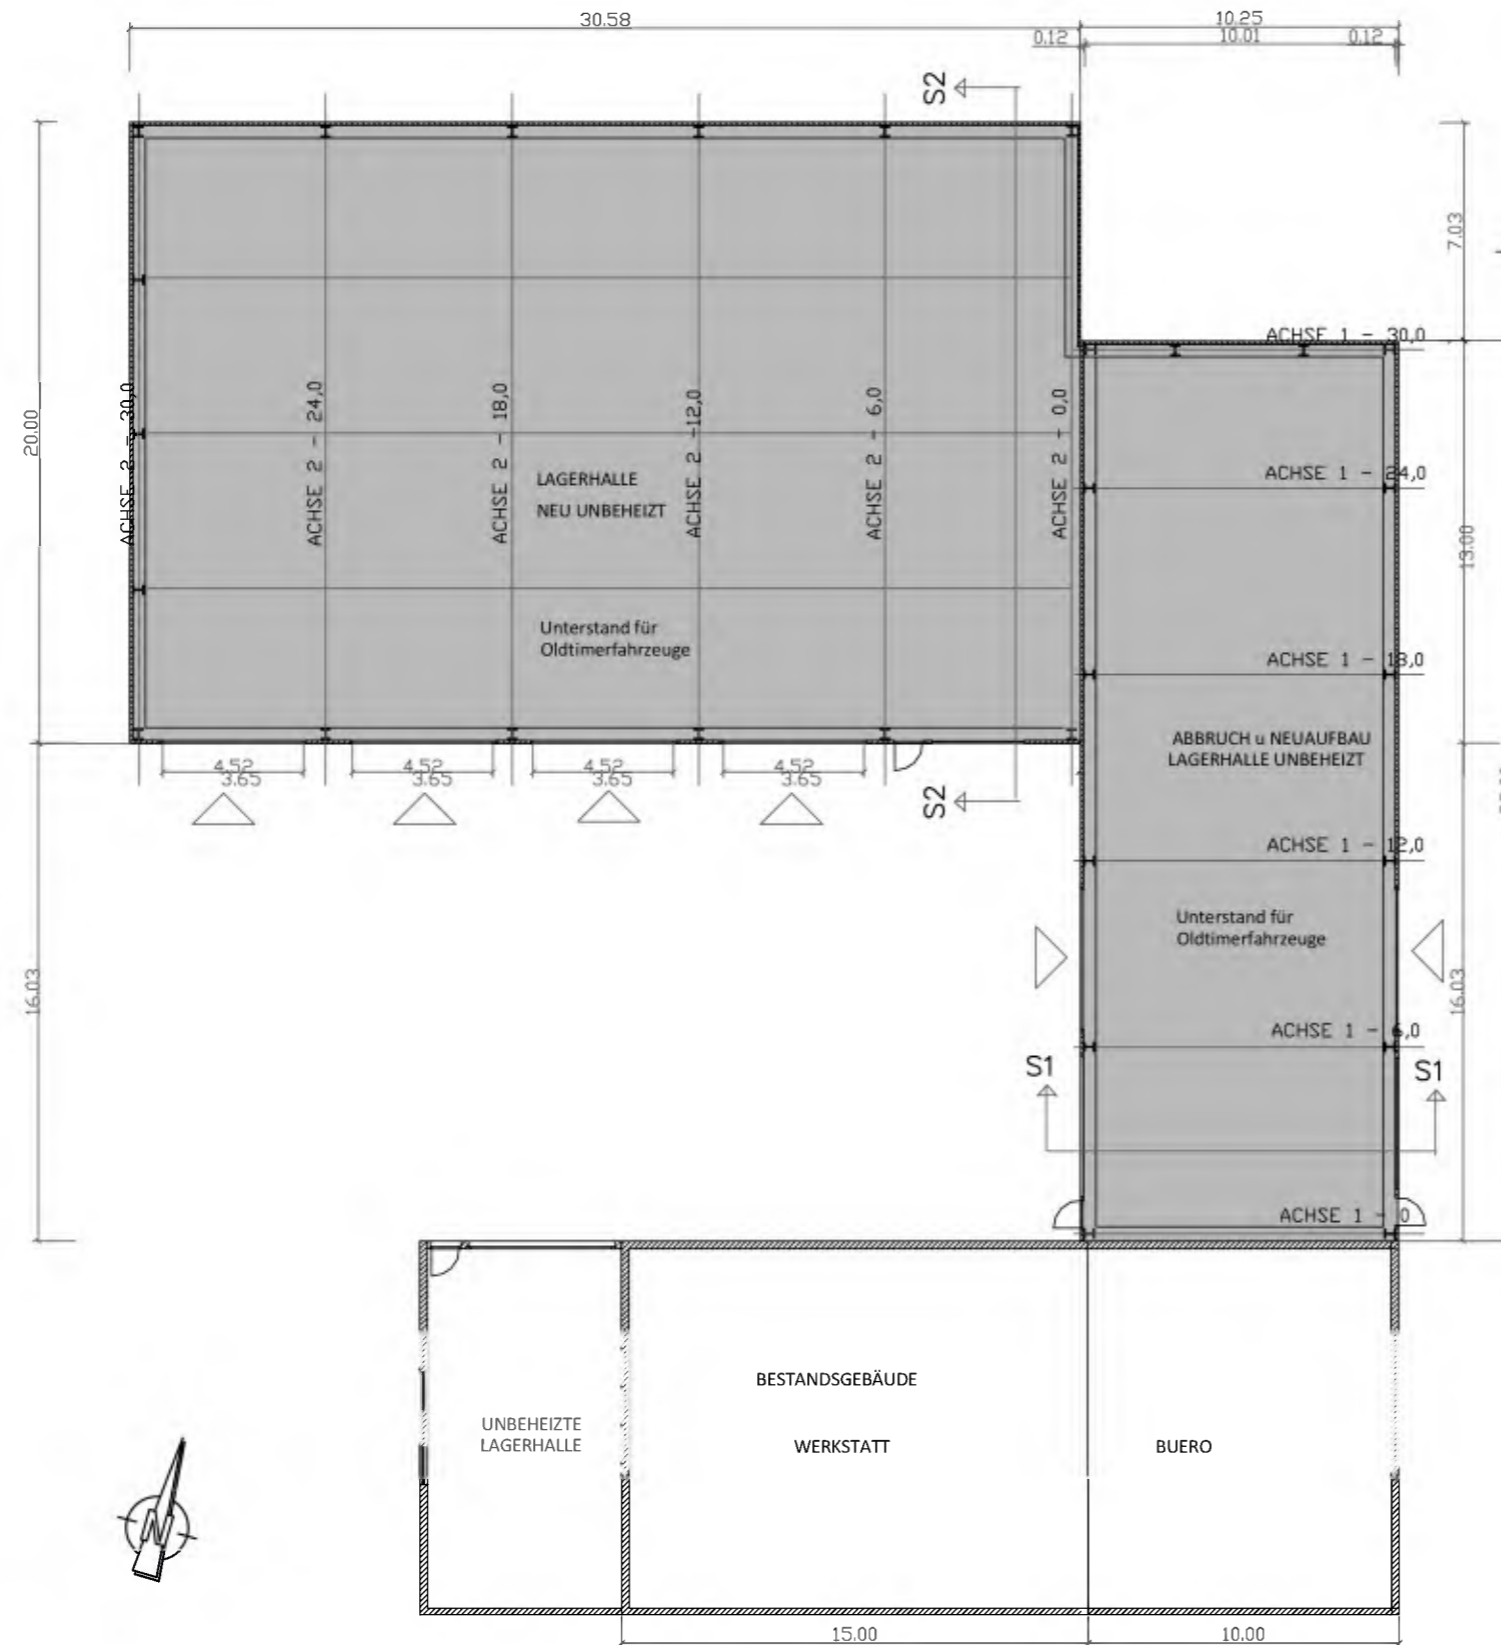 30.58
10.25
0.12
10.01
0.12
S2
7.03
ACHSE 1 - 30,0
20.00
ACHSE 2 - 30,0
ACHSE 2 - 24,0
ACHSE 2 - 18,0
ACHSE 2 -12,0
ACHSE 2 - 6,0
ACHSE 2 - 0,0
LAGERHALLE
NEU UNBEHEIZT
ACHSE 1 - 24,0
13.00
Unterstand für
Oldtimerfahrzeuge
ACHSE 1 - 18,0
ABBRUCH u NEUAUFBAU
LAGERHALLE UNBEHEIZT
4.52
3.65
4.52
3.65
4.52
3.65
4.52
3.65
S2
ACHSE 1 - 12,0
Unterstand für
Oldtimerfahrzeuge
16.03
16.03
ACHSE 1 - 6,0
S1
S1
ACHSE 1 - 0
BESTANDSGEBÄUDE
UNBEHEIZTE
LAGERHALLE
WERKSTATT
BUERO
N
15.00
10.00